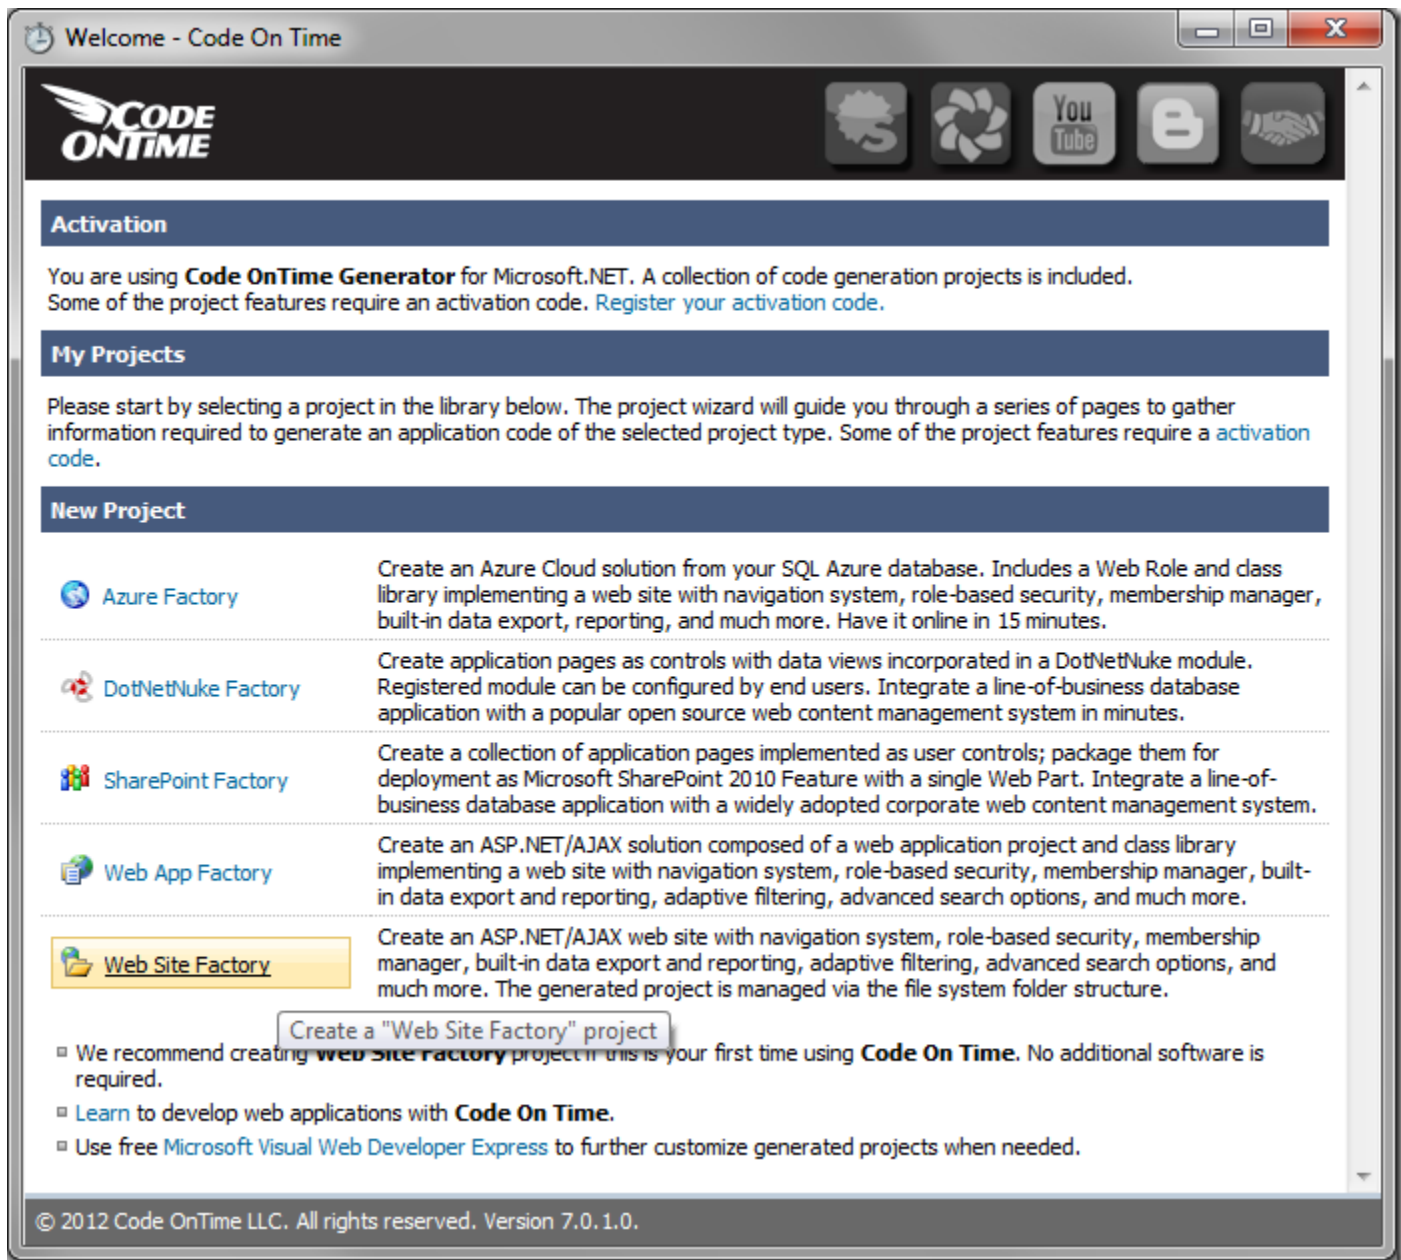 Welcome - Code On Time
CODE
ONTIME
S
You
Tube
B
Activation
You are using Code OnTime Generator for Microsoft.NET. A collection of code generation projects is included.
Some of the project features require an activation code. Register your activation code.
My Projects
Please start by selecting a project in the library below. The project wizard will guide you through a series of pages to gather
information required to generate an application code of the selected project type. Some of the project features require a activation
code.
New Project
Azure Factory
Create an Azure Cloud solution from your SQL Azure database. Includes a Web Role and class
library implementing a web site with navigation system, role-based security, membership manager,
built-in data export, reporting, and much more. Have it online in 15 minutes.
DotNetNuke Factory
Create application pages as controls with data views incorporated in a DotNetNuke module.
Registered module can be configured by end users. Integrate a line-of-business database
application with a popular open source web content management system in minutes.
SharePoint Factory
Create a collection of application pages implemented as user controls; package them for
deployment as Microsoft SharePoint 2010 Feature with a single Web Part. Integrate a line-of-
business database application with a widely adopted corporate web content management system.
Web App Factory
Create an ASP.NET/AJAX solution composed of a web application project and class library
implementing a web site with navigation system, role-based security, membership manager, built-
in data export and reporting, adaptive filtering, advanced search options, and much more.
Web Site Factory
Create an ASP.NET/AJAX web site with navigation system, role-based security, membership
manager, built-in data export and reporting, adaptive filtering, advanced search options, and
much more. The generated project is managed via the file system folder structure.
Create a "Web Site Factory" project
We recommend creating Web Site Factory project if this is your first time using Code On Time. No additional software is
required.
Learn to develop web applications with Code On Time.
Use free Microsoft Visual Web Developer Express to further customize generated projects when needed.
© 2012 Code OnTime LLC. All rights reserved. Version 7.0.1.0.